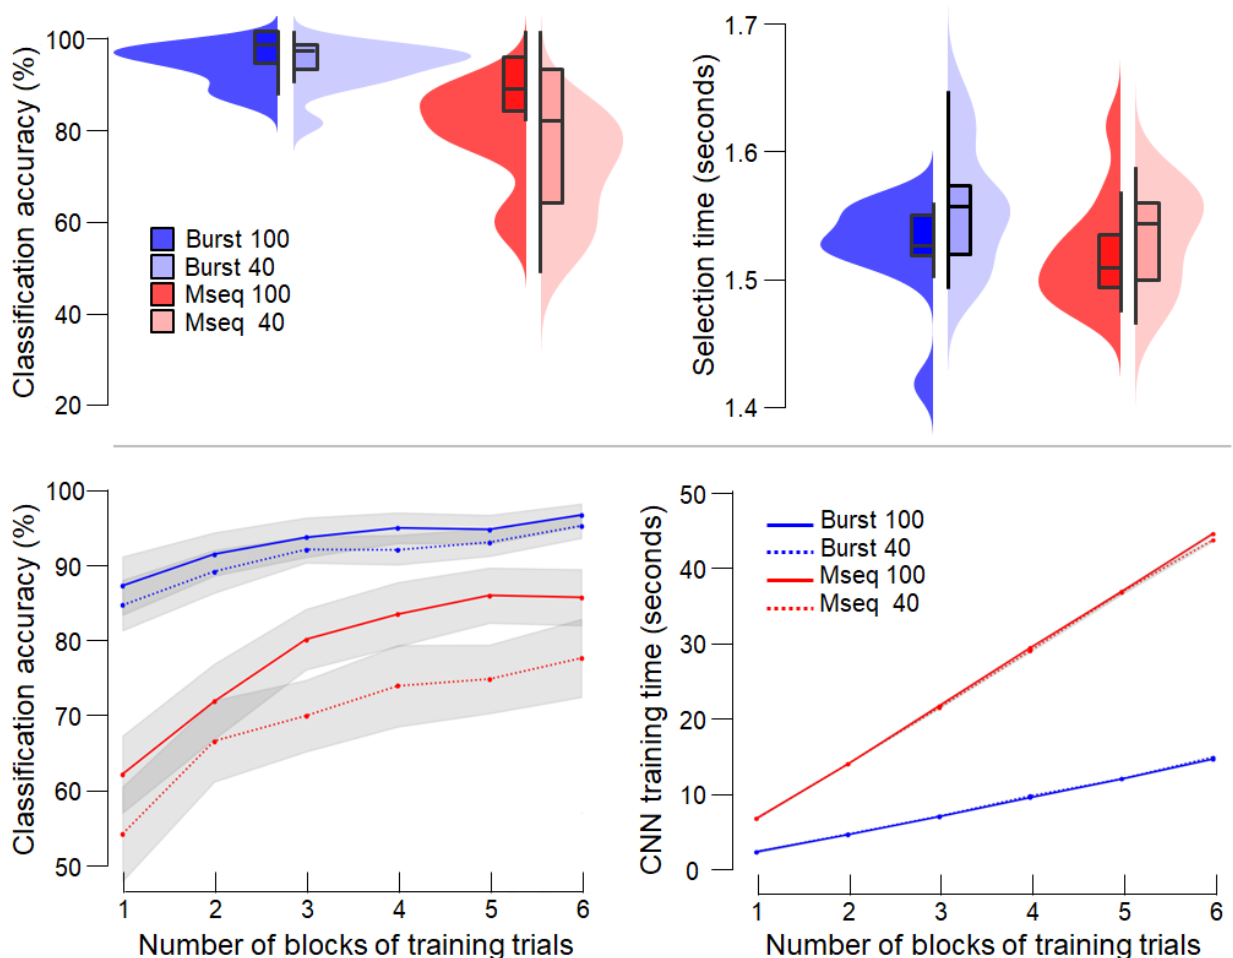 Classification accuracy (%)
100
80
60
40
20
Burst 100
Burst 40
Mseq 100
Mseq 40
Selection time (seconds)
1.7
1.6
1.5
1.4
Classification accuracy (%)
100
90
80
70
60
50
1 2 3 4 5 6
Number of blocks of training trials
CNN training time (seconds)
50
40
30
20
10
0
Burst 100
Burst 40
Mseq 100
Mseq 40
1 2 3 4 5 6
Number of blocks of training trials